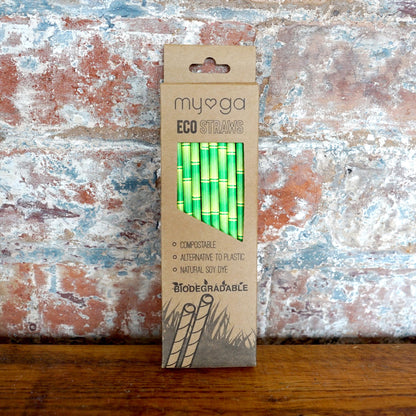 myoga
ECO STRAWS
COMPOSTABLE
ALTERNATIVE TO PLASTIC
NATURAL SOY DYE
BIODEGRADABLE